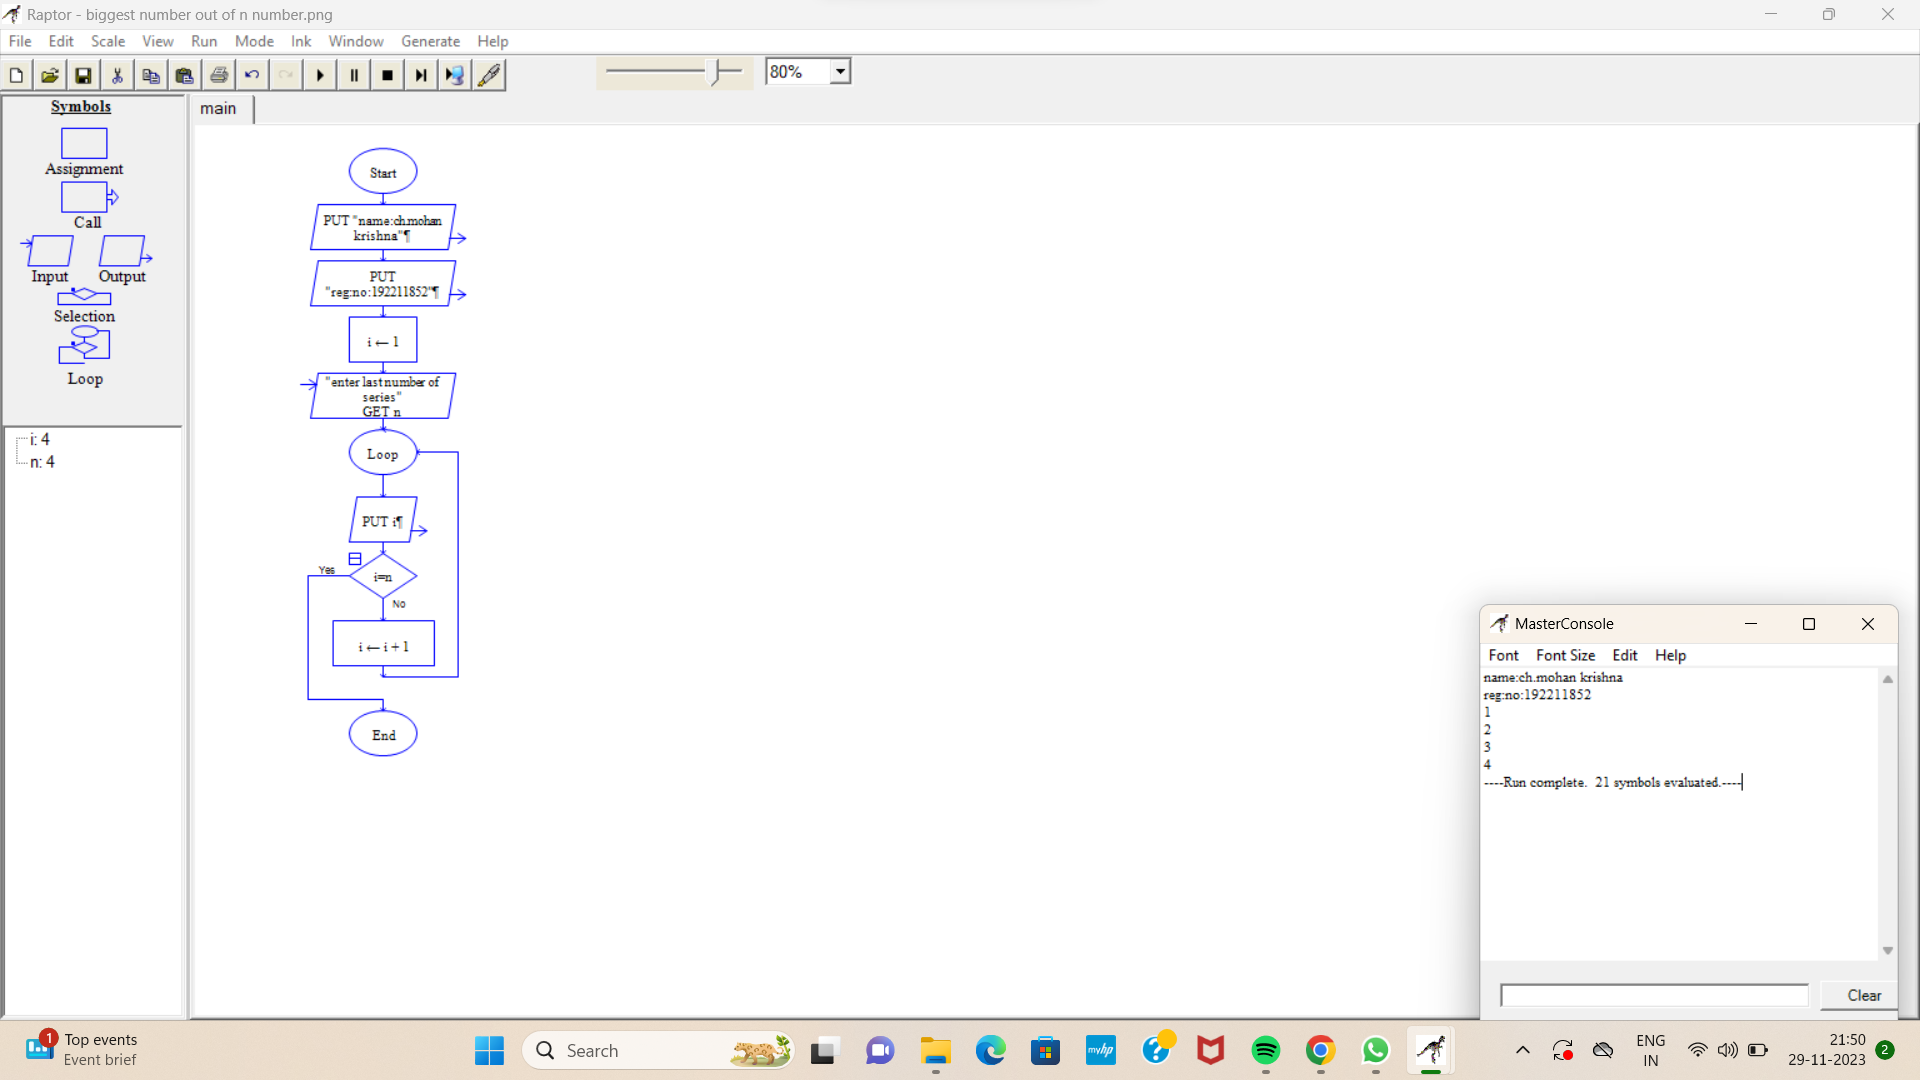 Raptor - biggest number out of n number.png
File Edit Scale View Run Mode Ink Window Generate Help
80%
Symbols
Assignment
Call
Input Output
Selection
Loop
i: 4
n: 4
main
Start
PUT "name:ch.mohan
krishna"¶
PUT
"reg:no:192211852"¶
i ← 1
"enter last number of
series"
GET n
Loop
PUT i¶
Yes
i=n
No
i ← i + 1
End
MasterConsole
Font Font Size Edit Help
name:ch.mohan krishna
reg:no:192211852
1
2
3
4
----Run complete. 21 symbols evaluated.----
Clear
1
Top events
Event brief
Search
myhp
ENG
IN
21:50
29-11-2023
2